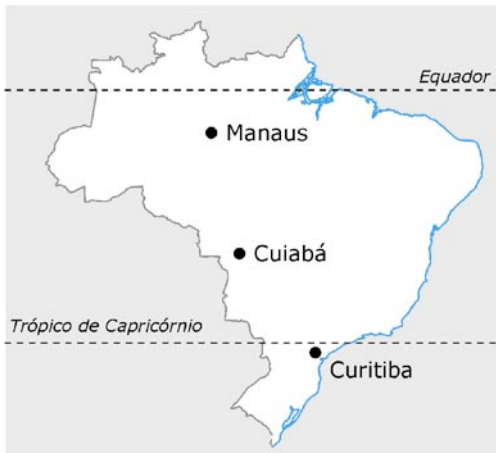 Equador
Manaus
Cuiabá
Trópico de Capricórnio
Curitiba